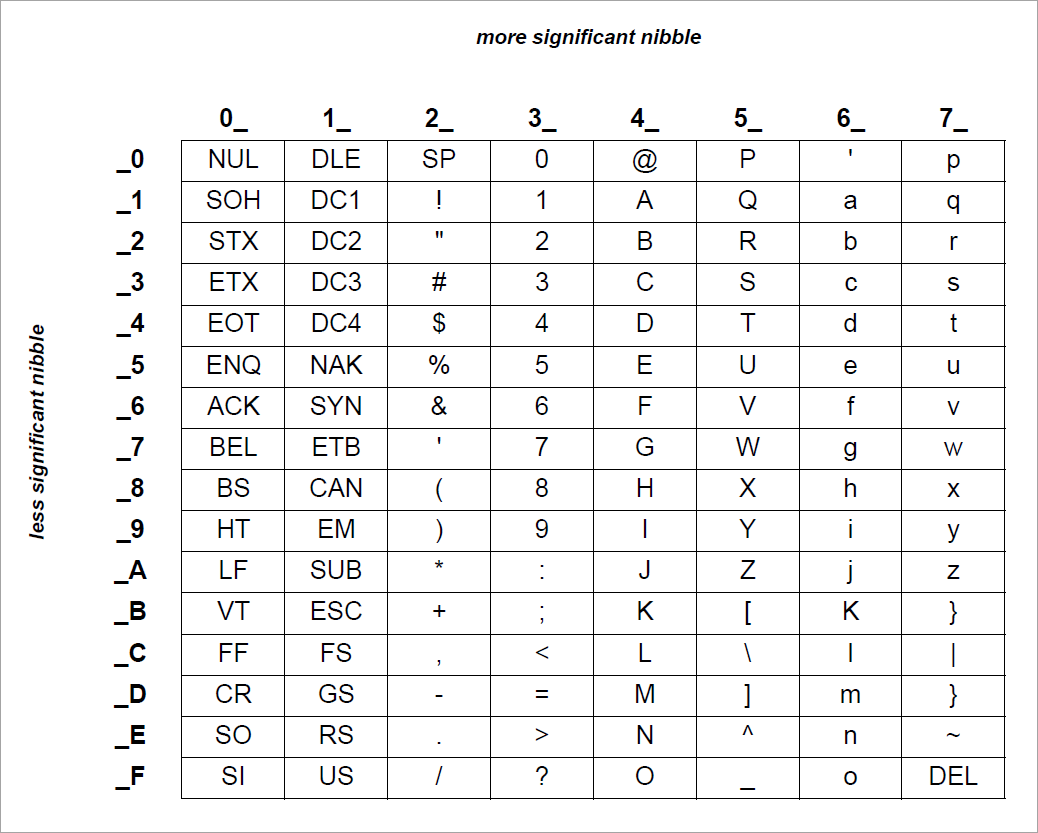 more significant nibble
0_ 1_ 2_ 3_ 4_ 5_ 6_ 7_
_0 NUL DLE SP 0 @ P ' p
_1 SOH DC1 ! 1 A Q a q
_2 STX DC2 " 2 B R b r
_3 ETX DC3 # 3 C S c s
_4 EOT DC4 $ 4 D T d t
_5 ENQ NAK % 5 E U e u
_6 ACK SYN & 6 F V f v
_7 BEL ETB ' 7 G W g w
_8 BS CAN ( 8 H X h x
_9 HT EM ) 9 I Y i y
_A LF SUB * : J Z j z
_B VT ESC + ; K [ K }
_C FF FS , < L \ l |
_D CR GS - = M ] m }
_E SO RS . > N ^ n ~
_F SI US / ? O _ o DEL
less significant nibble